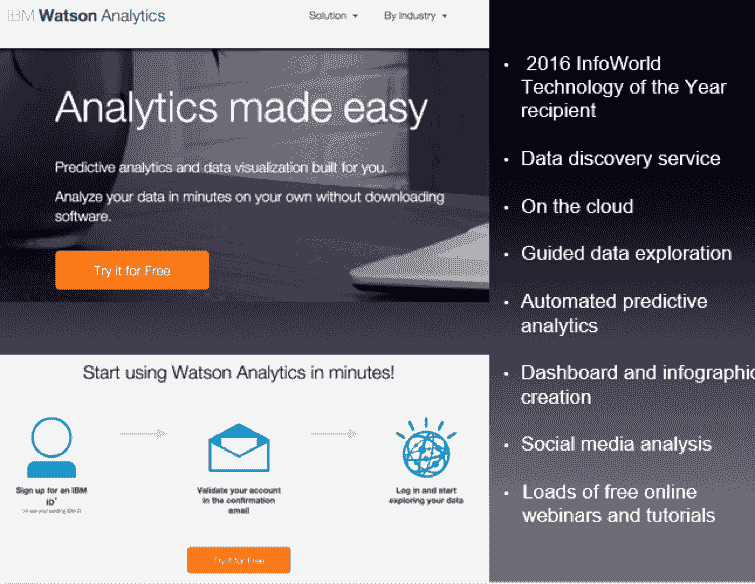 IBM Watson Analytics
Solution
By Industry
Analytics made easy
Predictive analytics and data visualization built for you.
Analyze your data in minutes on your own without downloading
software.
Try it for Free
Start using Watson Analytics in minutes!
Sign up for an IBM
ID*
Validate your account
in the confirmation
email
Log in and start
exploring your data
Try it for Free
• 2016 InfoWorld
Technology of the Year
recipient
• Data discovery service
• On the cloud
• Guided data exploration
• Automated predictive
analytics
• Dashboard and infographic
creation
• Social media analysis
• Loads of free online
webinars and tutorials